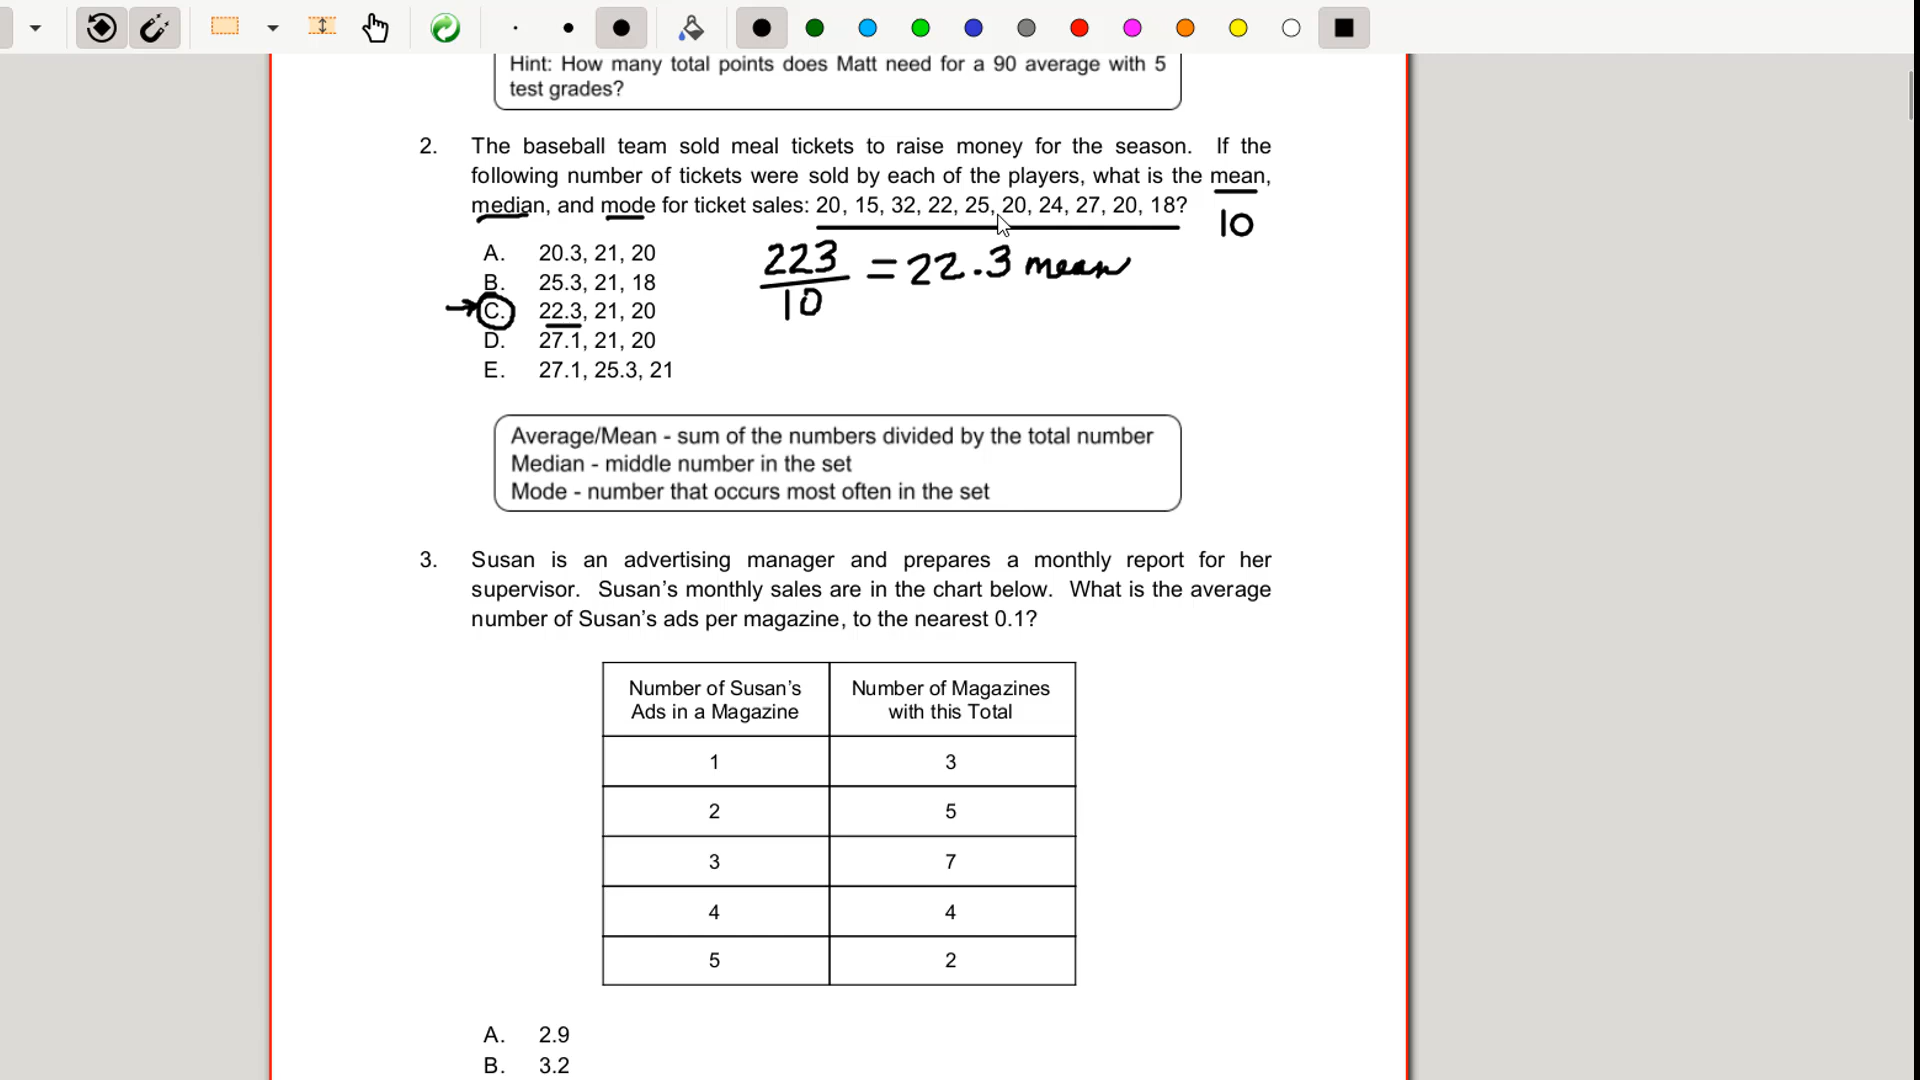 Hint: How many total points does Matt need for a 90 average with 5
test grades?
2. The baseball team sold meal tickets to raise money for the season. If the
following number of tickets were sold by each of the players, what is the mean,
median, and mode for ticket sales: 20, 15, 32, 22, 25, 20, 24, 27, 20, 18?
10
A. 20.3, 21, 20
B. 25.3, 21, 18
C. 22.3, 21, 20
D. 27.1, 21, 20
E. 27.1, 25.3, 21
223
10
= 22.3 mean
Average/Mean - sum of the numbers divided by the total number
Median - middle number in the set
Mode - number that occurs most often in the set
3. Susan is an advertising manager and prepares a monthly report for her
supervisor. Susan's monthly sales are in the chart below. What is the average
number of Susan's ads per magazine, to the nearest 0.1?
Number of Susan's
Ads in a Magazine
Number of Magazines
with this Total
1 3
2 5
3 7
4 4
5 2
A. 2.9
B. 3.2